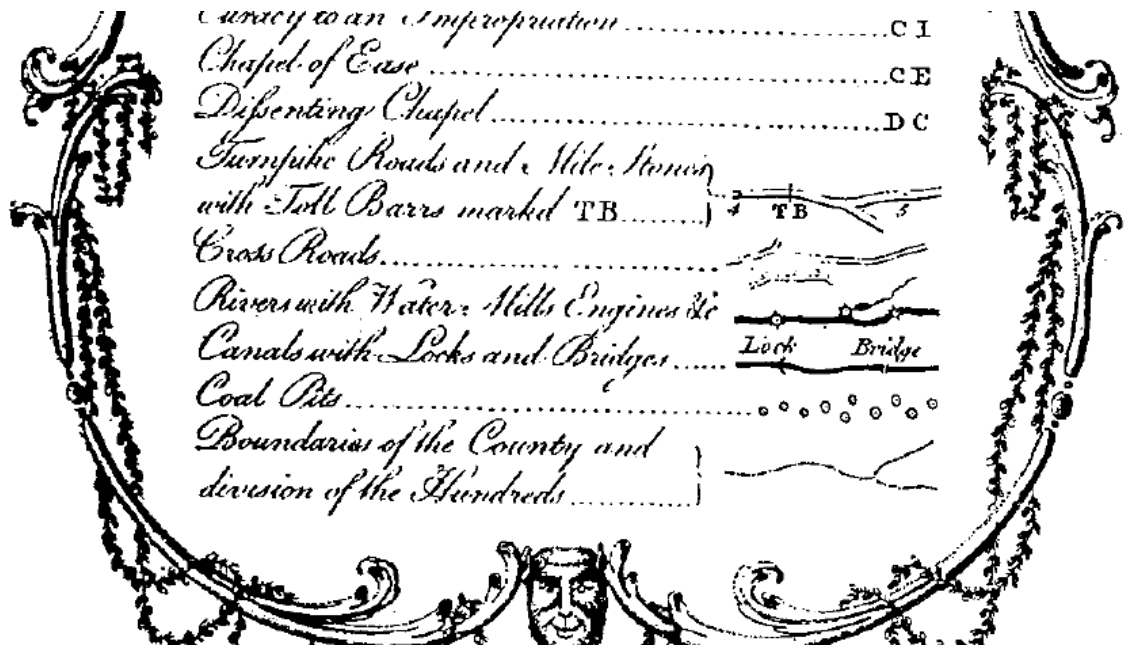 Curacy to an Impropriation C I
Chapel of Ease C E
Dissenting Chapel D C
Turnpike Roads and Mile Stones
with Toll Barrs markd TB 4 TB 5
Cross Roads
Rivers with Water Mills Engines &c
Canals with Locks and Bridges Lock Bridge
Coal Pits
Boundaries of the County and
division of the Hundreds